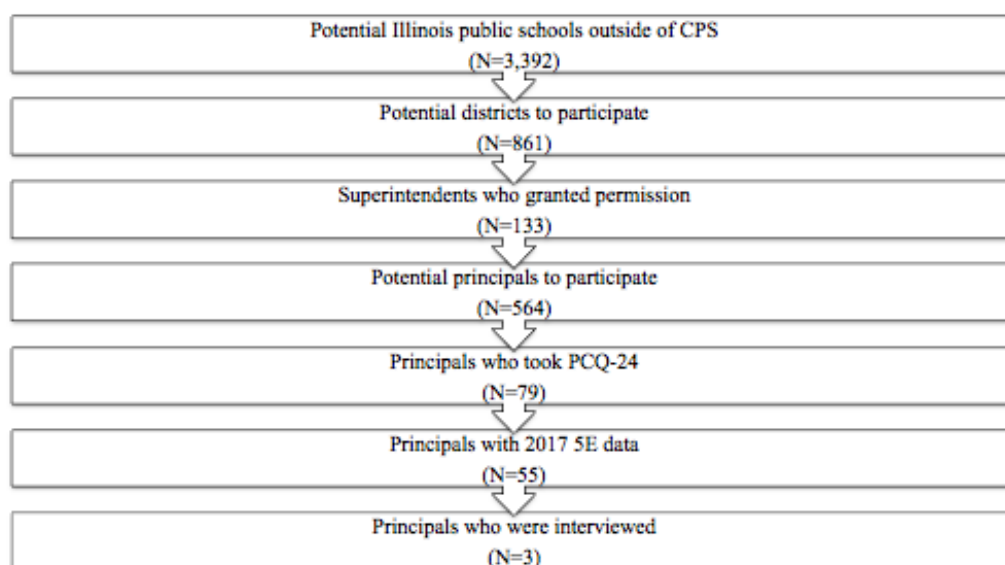 Potential Illinois public schools outside of CPS
(N=3,392)
Potential districts to participate
(N=861)
Superintendents who granted permission
(N=133)
Potential principals to participate
(N=564)
Principals who took PCQ-24
(N=79)
Principals with 2017 5E data
(N=55)
Principals who were interviewed
(N=3)